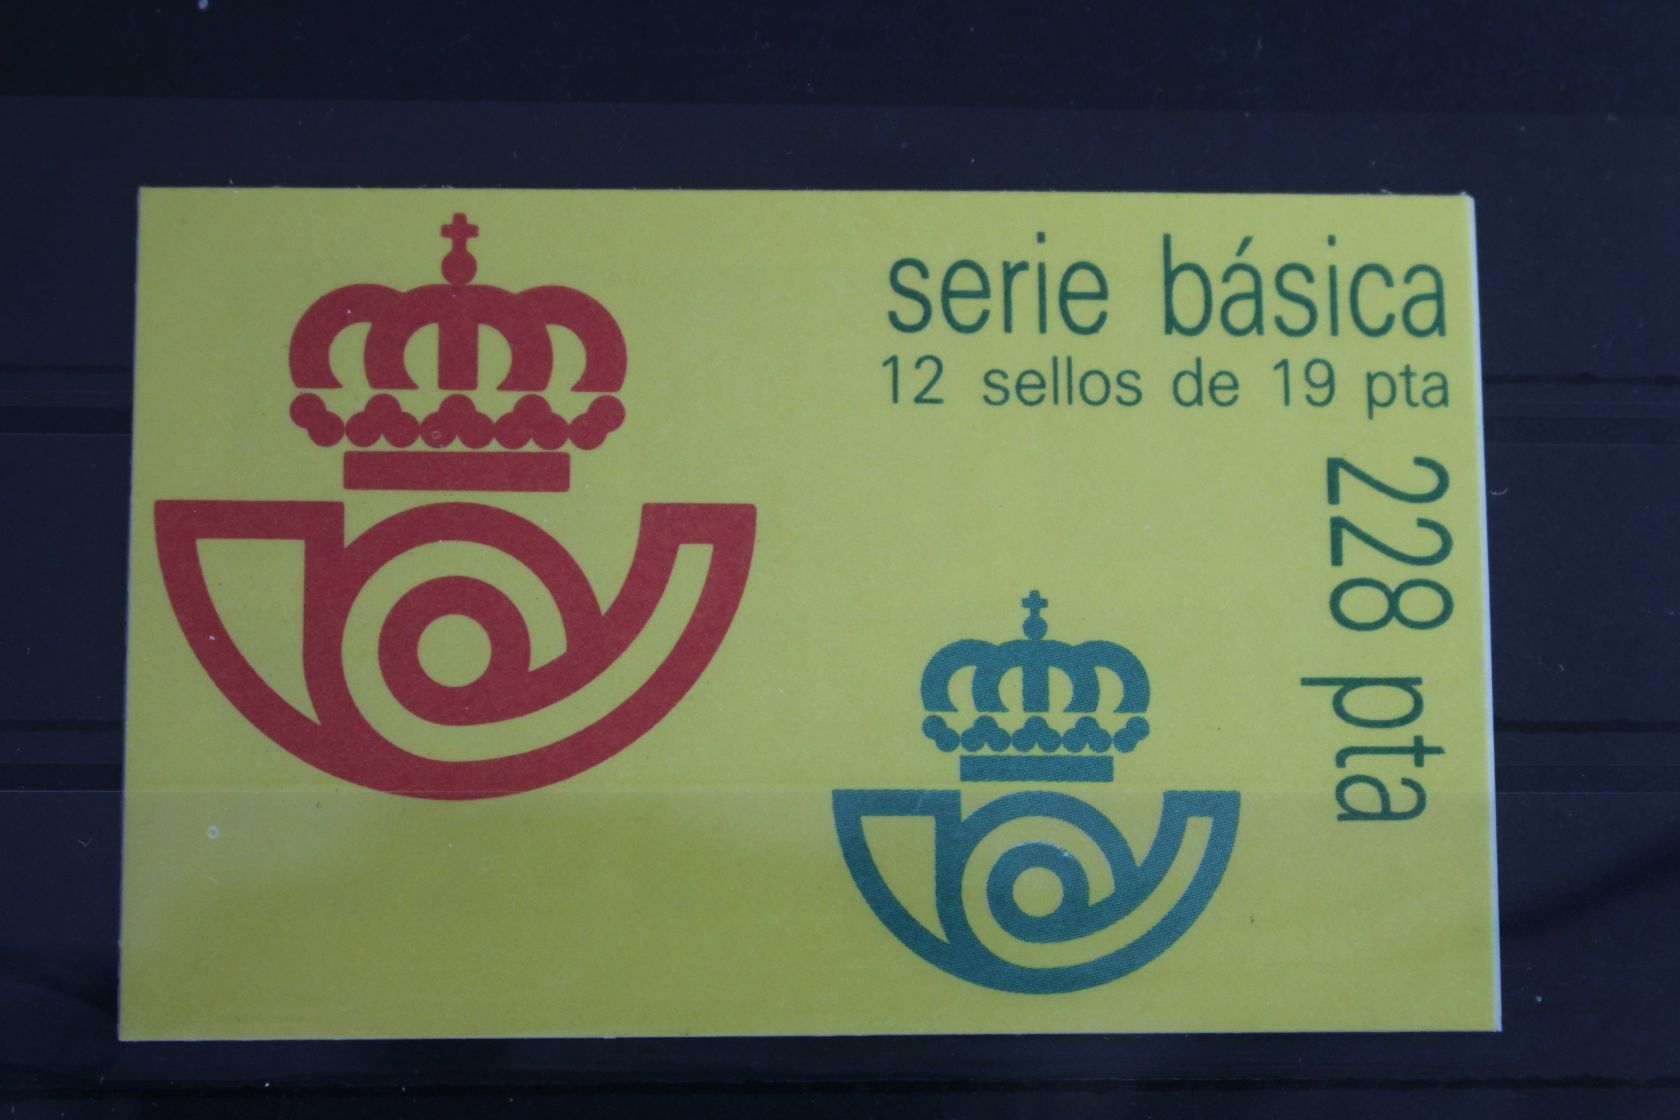 serie básica
12 sellos de 19 pta
228 pta